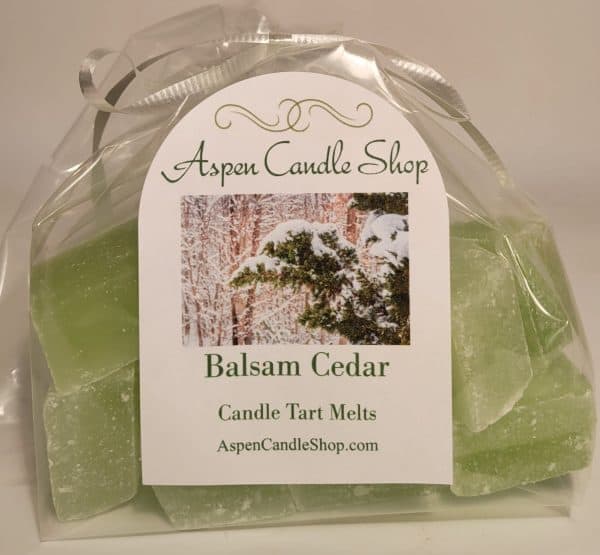 Aspen Candle Shop
Balsam Cedar
Candle Tart Melts
AspenCandleShop.com